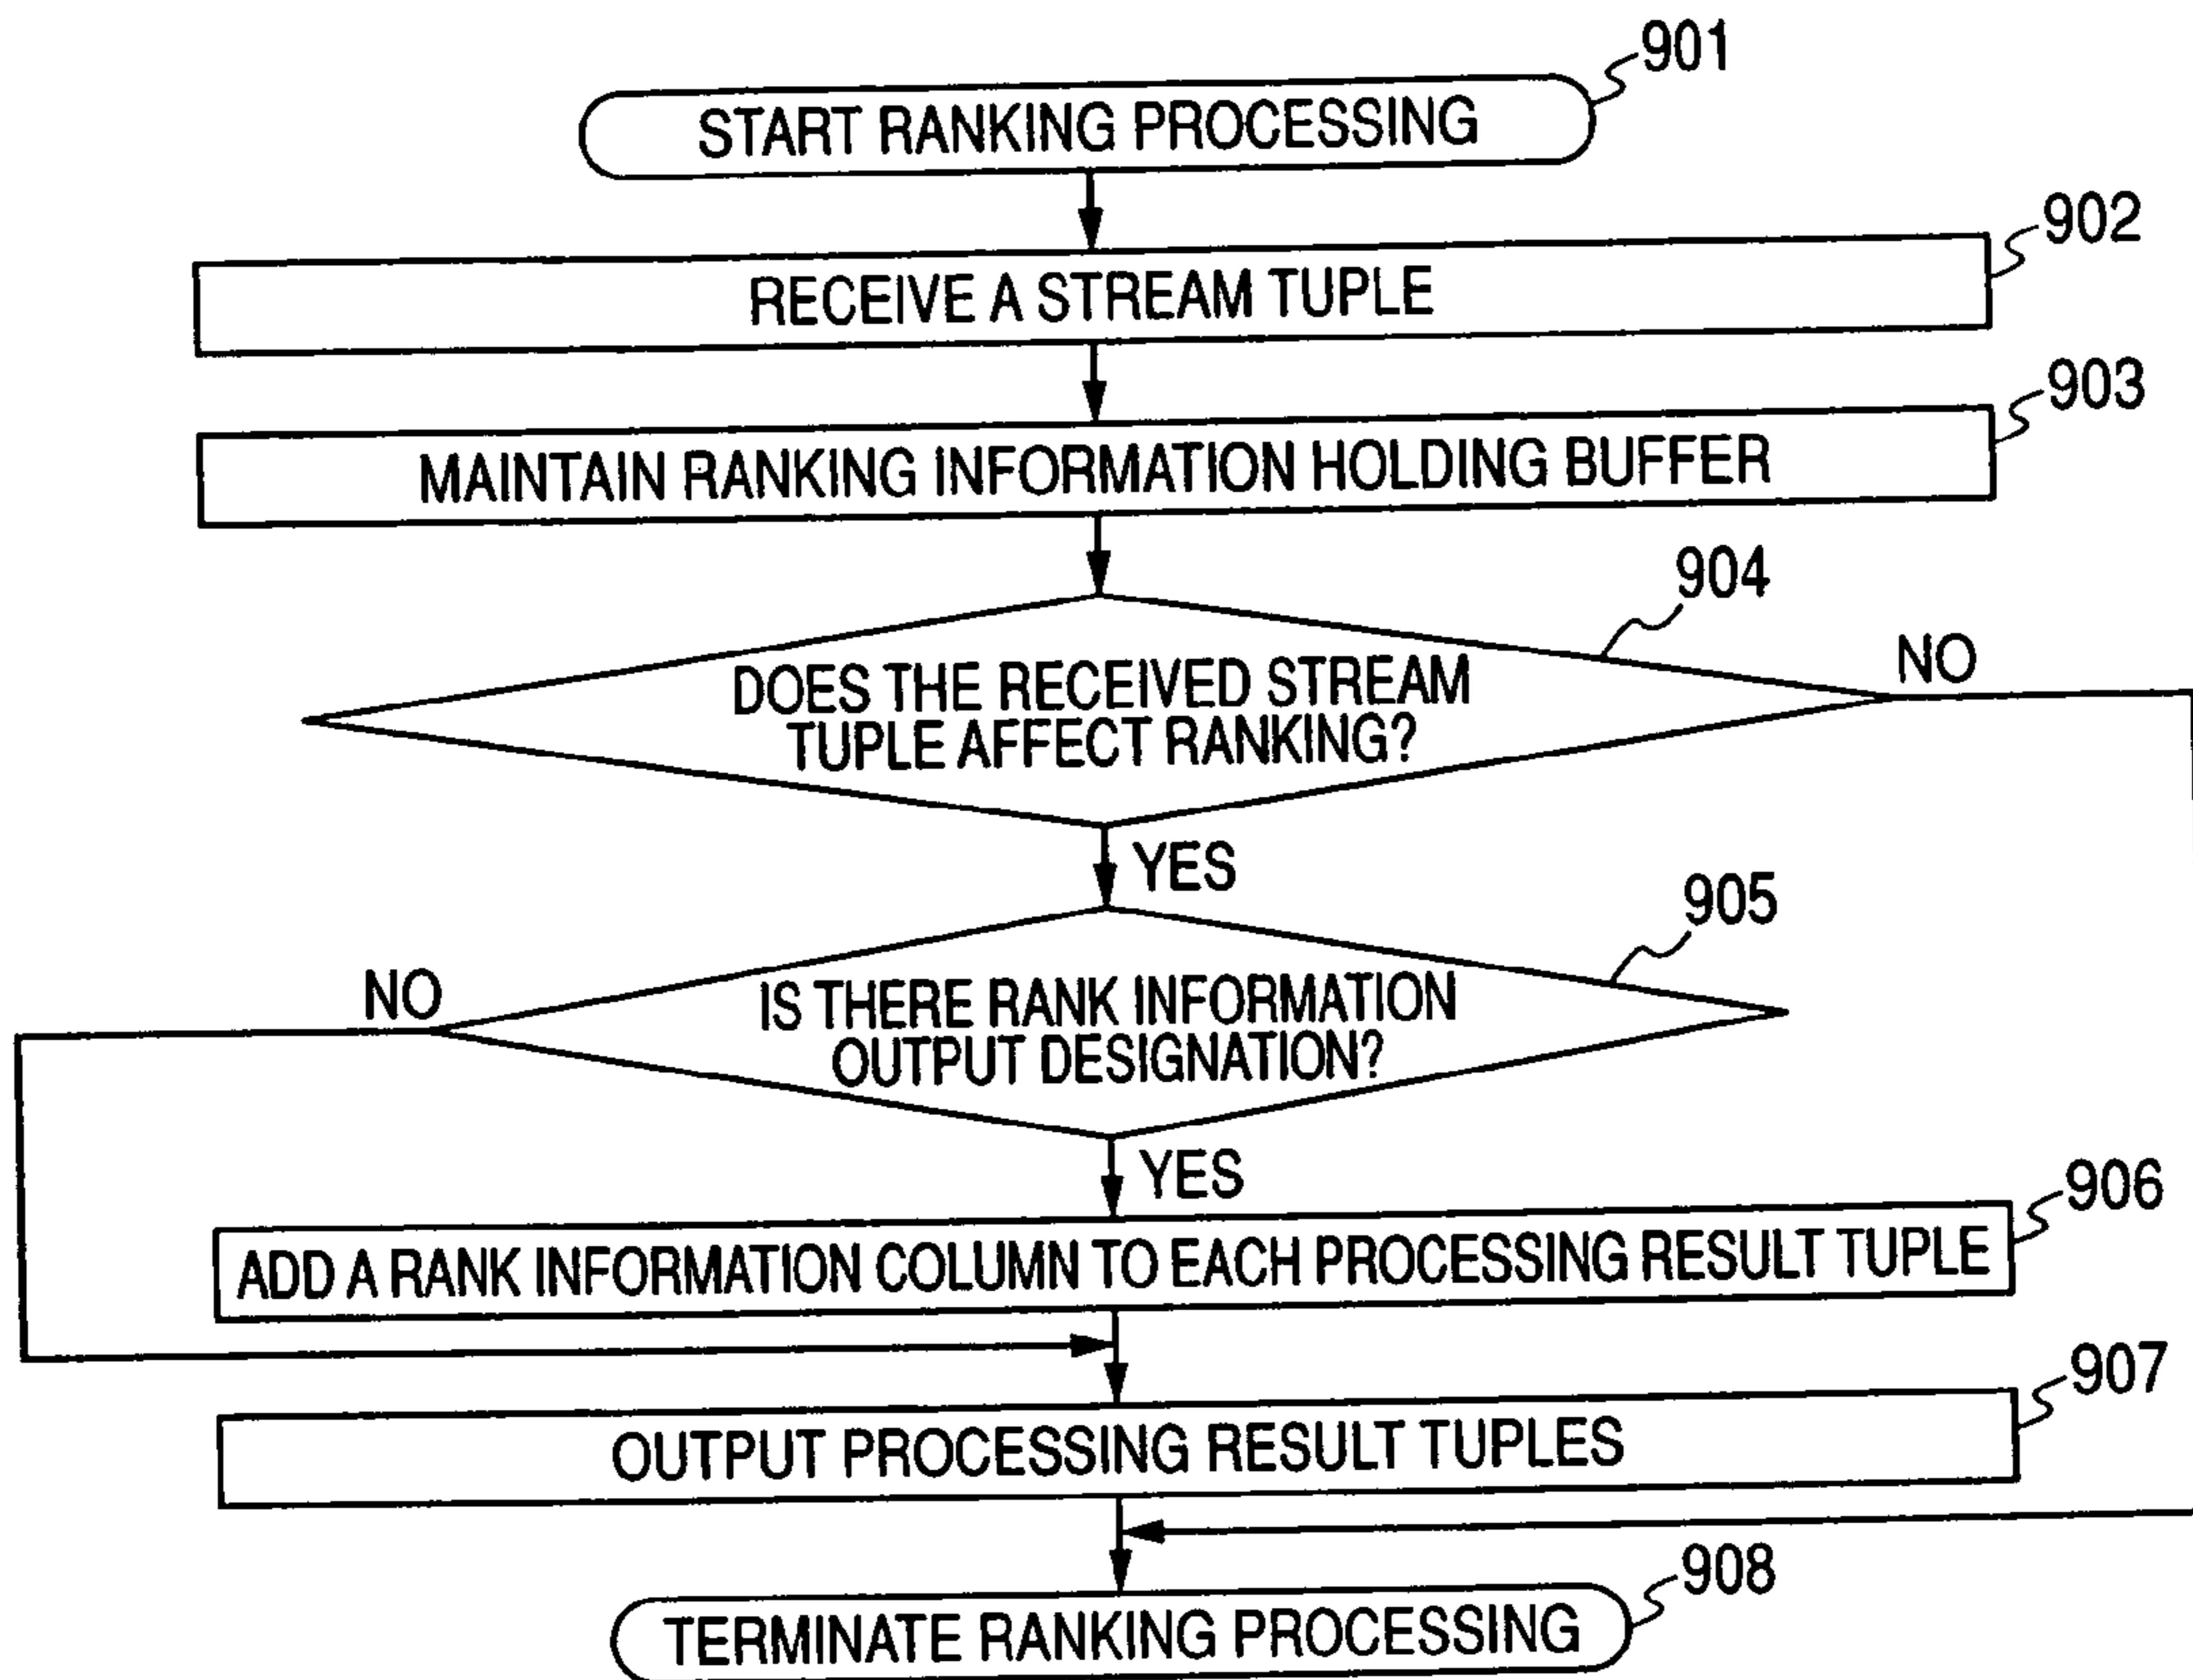 901
START RANKING PROCESSING
902
RECEIVE A STREAM TUPLE
903
MAINTAIN RANKING INFORMATION HOLDING BUFFER
904
DOES THE RECEIVED STREAM
TUPLE AFFECT RANKING?
NO
YES
905
NO
IS THERE RANK INFORMATION
OUTPUT DESIGNATION?
YES
906
ADD A RANK INFORMATION COLUMN TO EACH PROCESSING RESULT TUPLE
907
OUTPUT PROCESSING RESULT TUPLES
908
TERMINATE RANKING PROCESSING